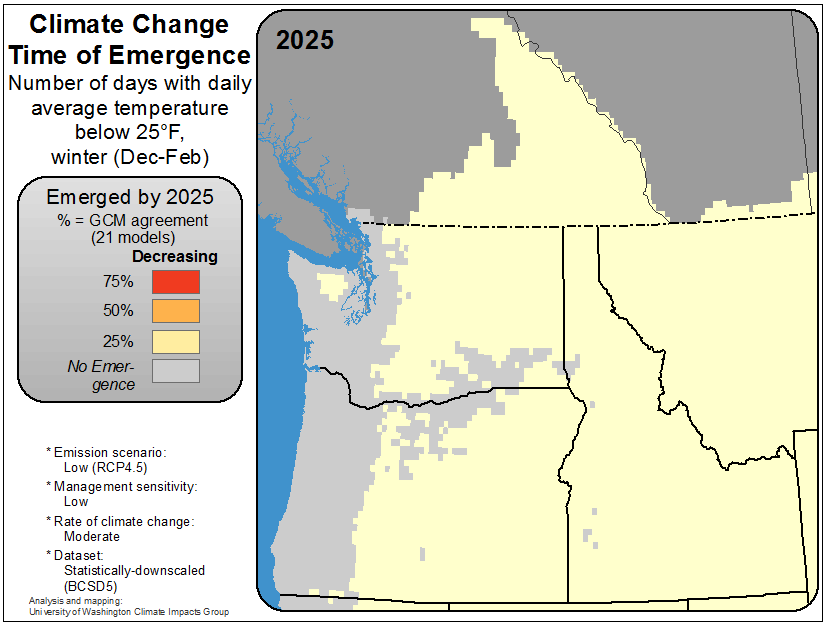 Climate Change
Time of Emergence
Number of days with daily
average temperature
below 25°F,
winter (Dec-Feb)
Emerged by 2025
% = GCM agreement
(21 models)
Decreasing
75%
50%
25%
No Emer-
gence
* Emission scenario:
Low (RCP4.5)
* Management sensitivity:
Low
* Rate of climate change:
Moderate
* Dataset:
Statistically-downscaled
(BCSD5)
Analysis and mapping:
University of Washington Climate Impacts Group
2025